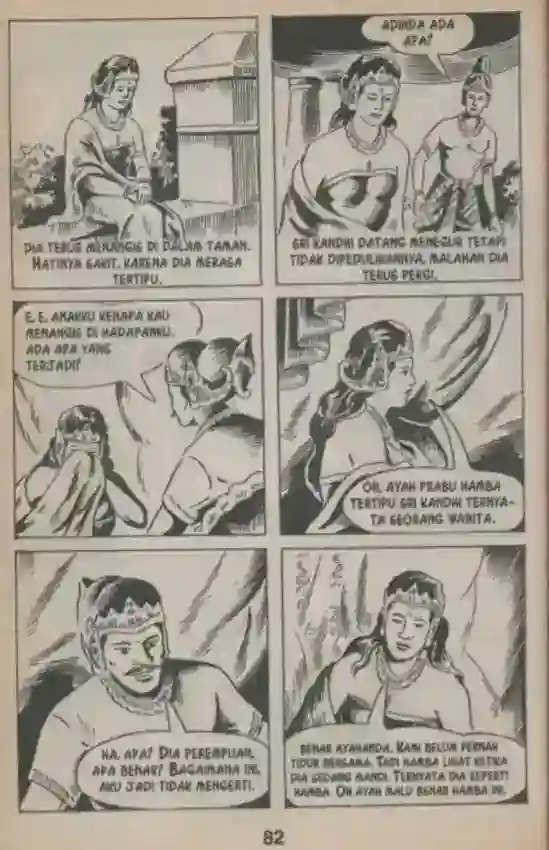 DIA TERUS MENANGIS DI DALAM TAMAN.
HATINYA SAKIT, KARENA DIA MERASA
TERTIPU.
ADINDA ADA
APA?
SRI KANDHI DATANG MENEGUR TETAPI
TIDAK DIPEDULIKANNYA, MALAHAN DIA
TERUS PERGI.
E, E, ANAKKU KENAPA KAU
MENANGIS DI HADAPANKU.
ADA APA YANG
TERJADI?
OH, AYAH PRABU HAMBA
TERTIPU SRI KANDHI TERNYA-
TA SEORANG WANITA.
HA, APA? DIA PEREMPUAN,
APA BENAR? BAGAIMANA INI,
AKU JADI TIDAK MENGERTI.
BENAR AYAHANDA. KAMI BELUM PERNAH
TIDUR BERSAMA. TADI HAMBA LIHAT KETIKA
DIA SEDANG MANDI. TERNYATA DIA SEPERTI
HAMBA. OH AYAH MALU BENAR HAMBA INI.
82